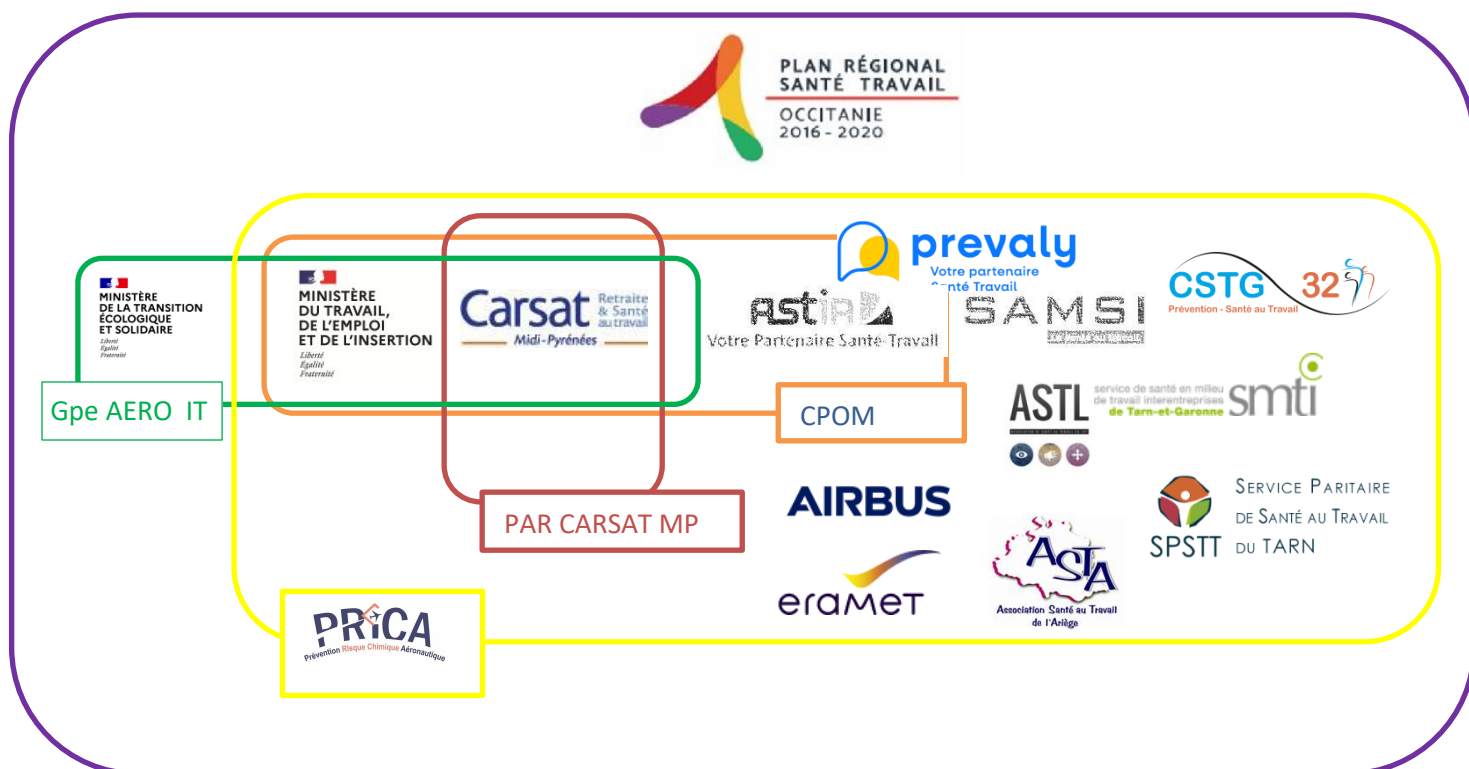 PLAN RÉGIONAL
SANTÉ TRAVAIL
OCCITANIE
2016 - 2020
prevaly
Votre partenaire
Santé Travail
MINISTÈRE
DE LA TRANSITION
ÉCOLOGIQUE
ET SOLIDAIRE
Liberté
Égalité
Fraternité
MINISTÈRE
DU TRAVAIL,
DE L'EMPLOI
ET DE L'INSERTION
Liberté
Égalité
Fraternité
Carsat Retraite
& Santé
au travail
Midi-Pyrénées
ASTIA
Votre Partenaire Santé-Travail
SAMSI
CSTG 32
Prévention - Santé au Travail
Gpe AERO IT
CPOM
ASTL
service de santé en milieu
de travail interentreprises
de Tarn-et-Garonne
smti
PAR CARSAT MP
AIRBUS
SPSTT
SERVICE PARITAIRE
DE SANTÉ AU TRAVAIL
DU TARN
eramet
ASTA
Association Santé au Travail
de l'Ariège
PRiCA
Prévention Risque Chimique Aéronautique